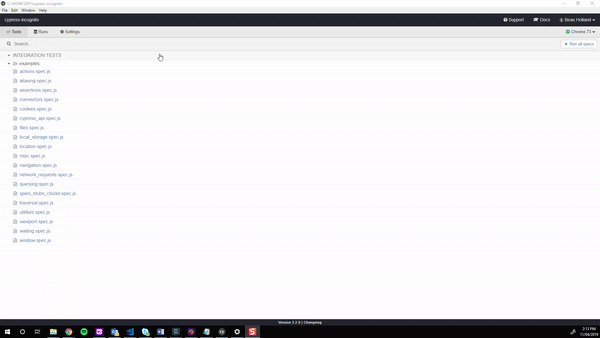 C:\WORK\DEV\cypress-incognito
File Edit Window Help
cypress-incognito Support Docs Beau Holland
Tests Runs Settings Chrome 73
Search... Run all specs
INTEGRATION TESTS
examples
actions.spec.js
aliasing.spec.js
assertions.spec.js
connectors.spec.js
cookies.spec.js
cypress_api.spec.js
files.spec.js
local_storage.spec.js
location.spec.js
misc.spec.js
navigation.spec.js
network_requests.spec.js
querying.spec.js
spies_stubs_clocks.spec.js
traversal.spec.js
utilities.spec.js
viewport.spec.js
waiting.spec.js
window.spec.js
Version 3.2.0 | Changelog
2:13 PM
11/04/2019